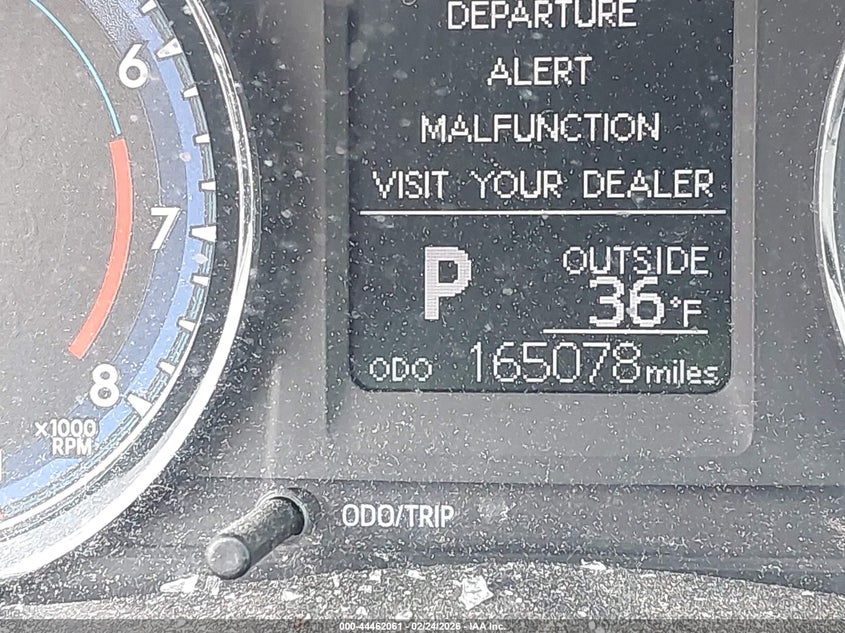 DEPARTURE
ALERT
MALFUNCTION
VISIT YOUR DEALER
P
OUTSIDE
36°F
ODO 165078 miles
6
7
8
x1000
RPM
ODO/TRIP
000-44462061 - 02/24/2026 - IAA Inc.